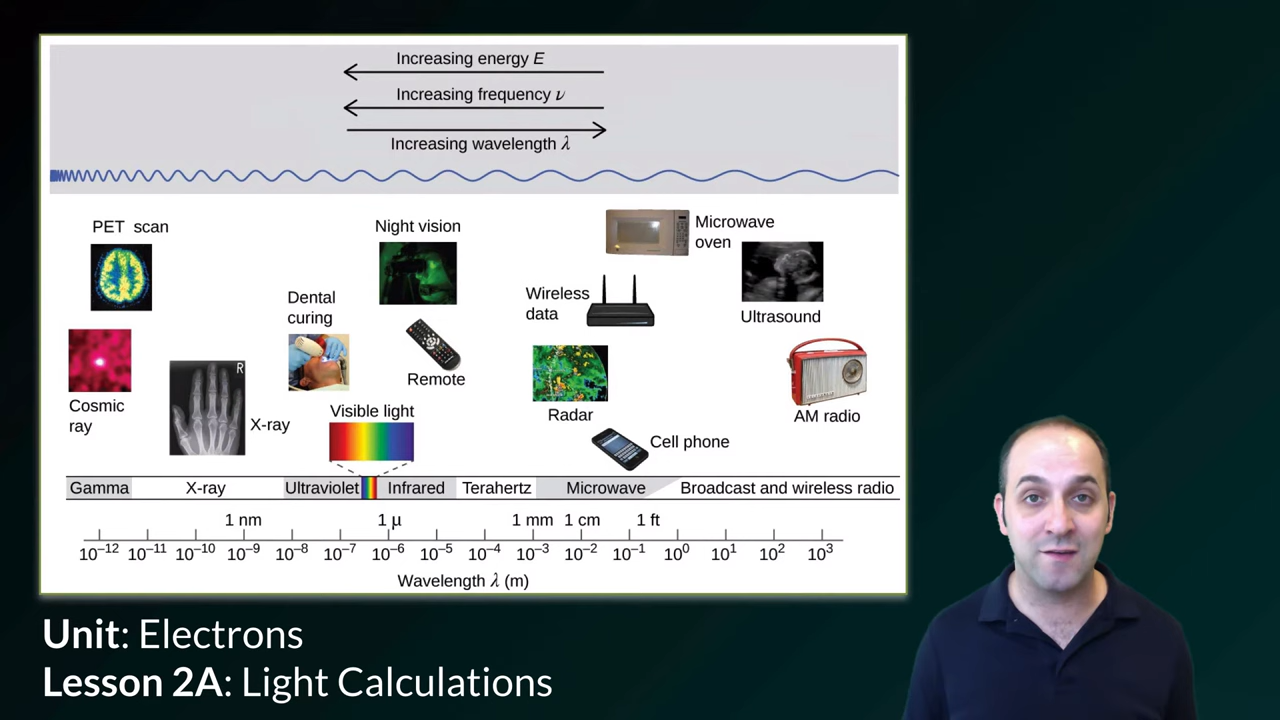 Increasing energy E
Increasing frequency ν
Increasing wavelength λ
PET scan
Night vision
Microwave
oven
Dental
curing
Wireless
data
Ultrasound
Remote
Cosmic
ray
R
X-ray
Visible light
Radar
AM radio
Cell phone
Gamma X-ray Ultraviolet Infrared Terahertz Microwave Broadcast and wireless radio
1 nm 1 µ 1 mm 1 cm 1 ft
10⁻¹² 10⁻¹¹ 10⁻¹⁰ 10⁻⁹ 10⁻⁸ 10⁻⁷ 10⁻⁶ 10⁻⁵ 10⁻⁴ 10⁻³ 10⁻² 10⁻¹ 10⁰ 10¹ 10² 10³
Wavelength λ (m)
Unit: Electrons
Lesson 2A: Light Calculations